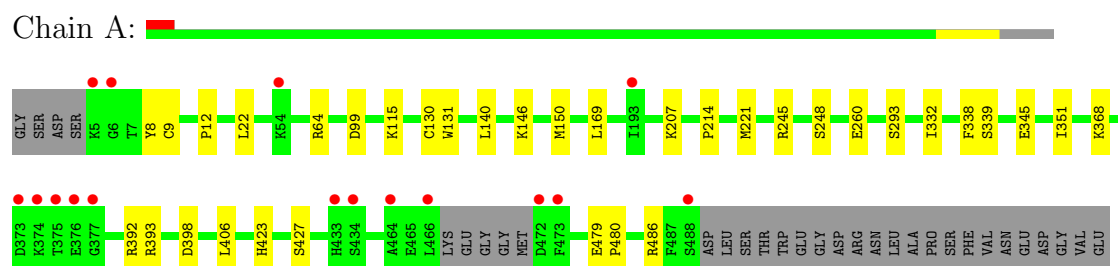 Chain A:
GLY SER ASP SER K5 G6 T7 Y8 C9 P12 L22 K54 R64 D99 K115 C130 W131 L140 K146 M150 L169 I193 K207 P214 M221 R245 S248 E260 S293 I332 F338 S339 E345 I351 K368
D373 K374 T375 E376 G377 R392 R393 D398 L406 H423 S427 H433 S434 A464 E465 L466 LYS GLU GLY GLY MET D472 F473 E479 P480 R486 F487 S488 ASP LEU SER THR TRP GLU GLY ASP ARG ASN LEU ALA PRO SER PHE VAL ASN GLU ASP GLY VAL GLU